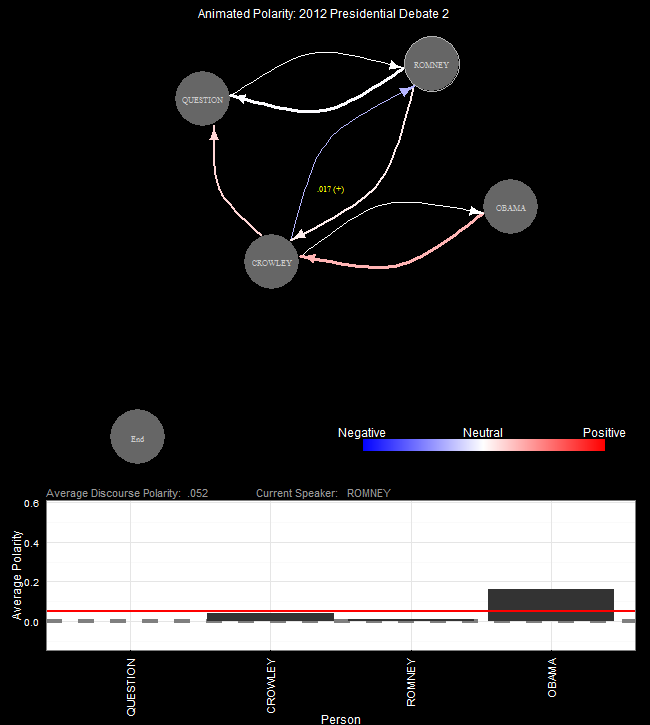 Animated Polarity: 2012 Presidential Debate 2
ROMNEY
QUESTION
.017 (+)
OBAMA
CROWLEY
End
Negative Neutral Positive
Average Discourse Polarity: .052 Current Speaker: ROMNEY
0.6
0.4
0.2
0.0
Average Polarity
QUESTION
CROWLEY
ROMNEY
OBAMA
Person